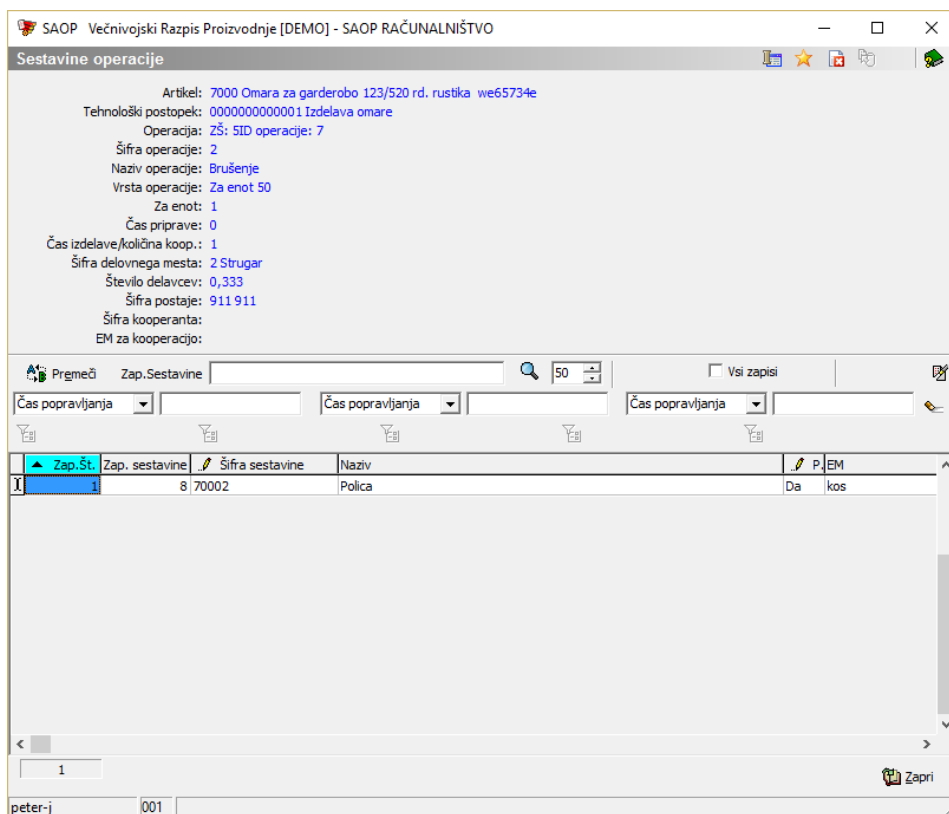 SAOP Večnivojski Razpis Proizvodnje [DEMO] - SAOP RAČUNALNIŠTVO
Sestavine operacije
Artikel: 7000 Omara za garderobo 123/520 rd. rustika we65734e
Tehnološki postopek: 0000000000001 Izdelava omare
Operacija: ZŠ: 5ID operacije: 7
Šifra operacije: 2
Naziv operacije: Brušenje
Vrsta operacije: Za enot 50
Za enot: 1
Čas priprave: 0
Čas izdelave/količina koop.: 1
Šifra delovnega mesta: 2 Strugar
Število delavcev: 0,333
Šifra postaje: 911 911
Šifra kooperanta:
EM za kooperacijo:
Premeči Zap.Sestavine 50 Vsi zapisi
Čas popravljanja Čas popravljanja Čas popravljanja
Zap.Št. Zap. sestavine Šifra sestavine Naziv P. EM
1 8 70002 Polica Da kos
1
Zapri
peter-j 001